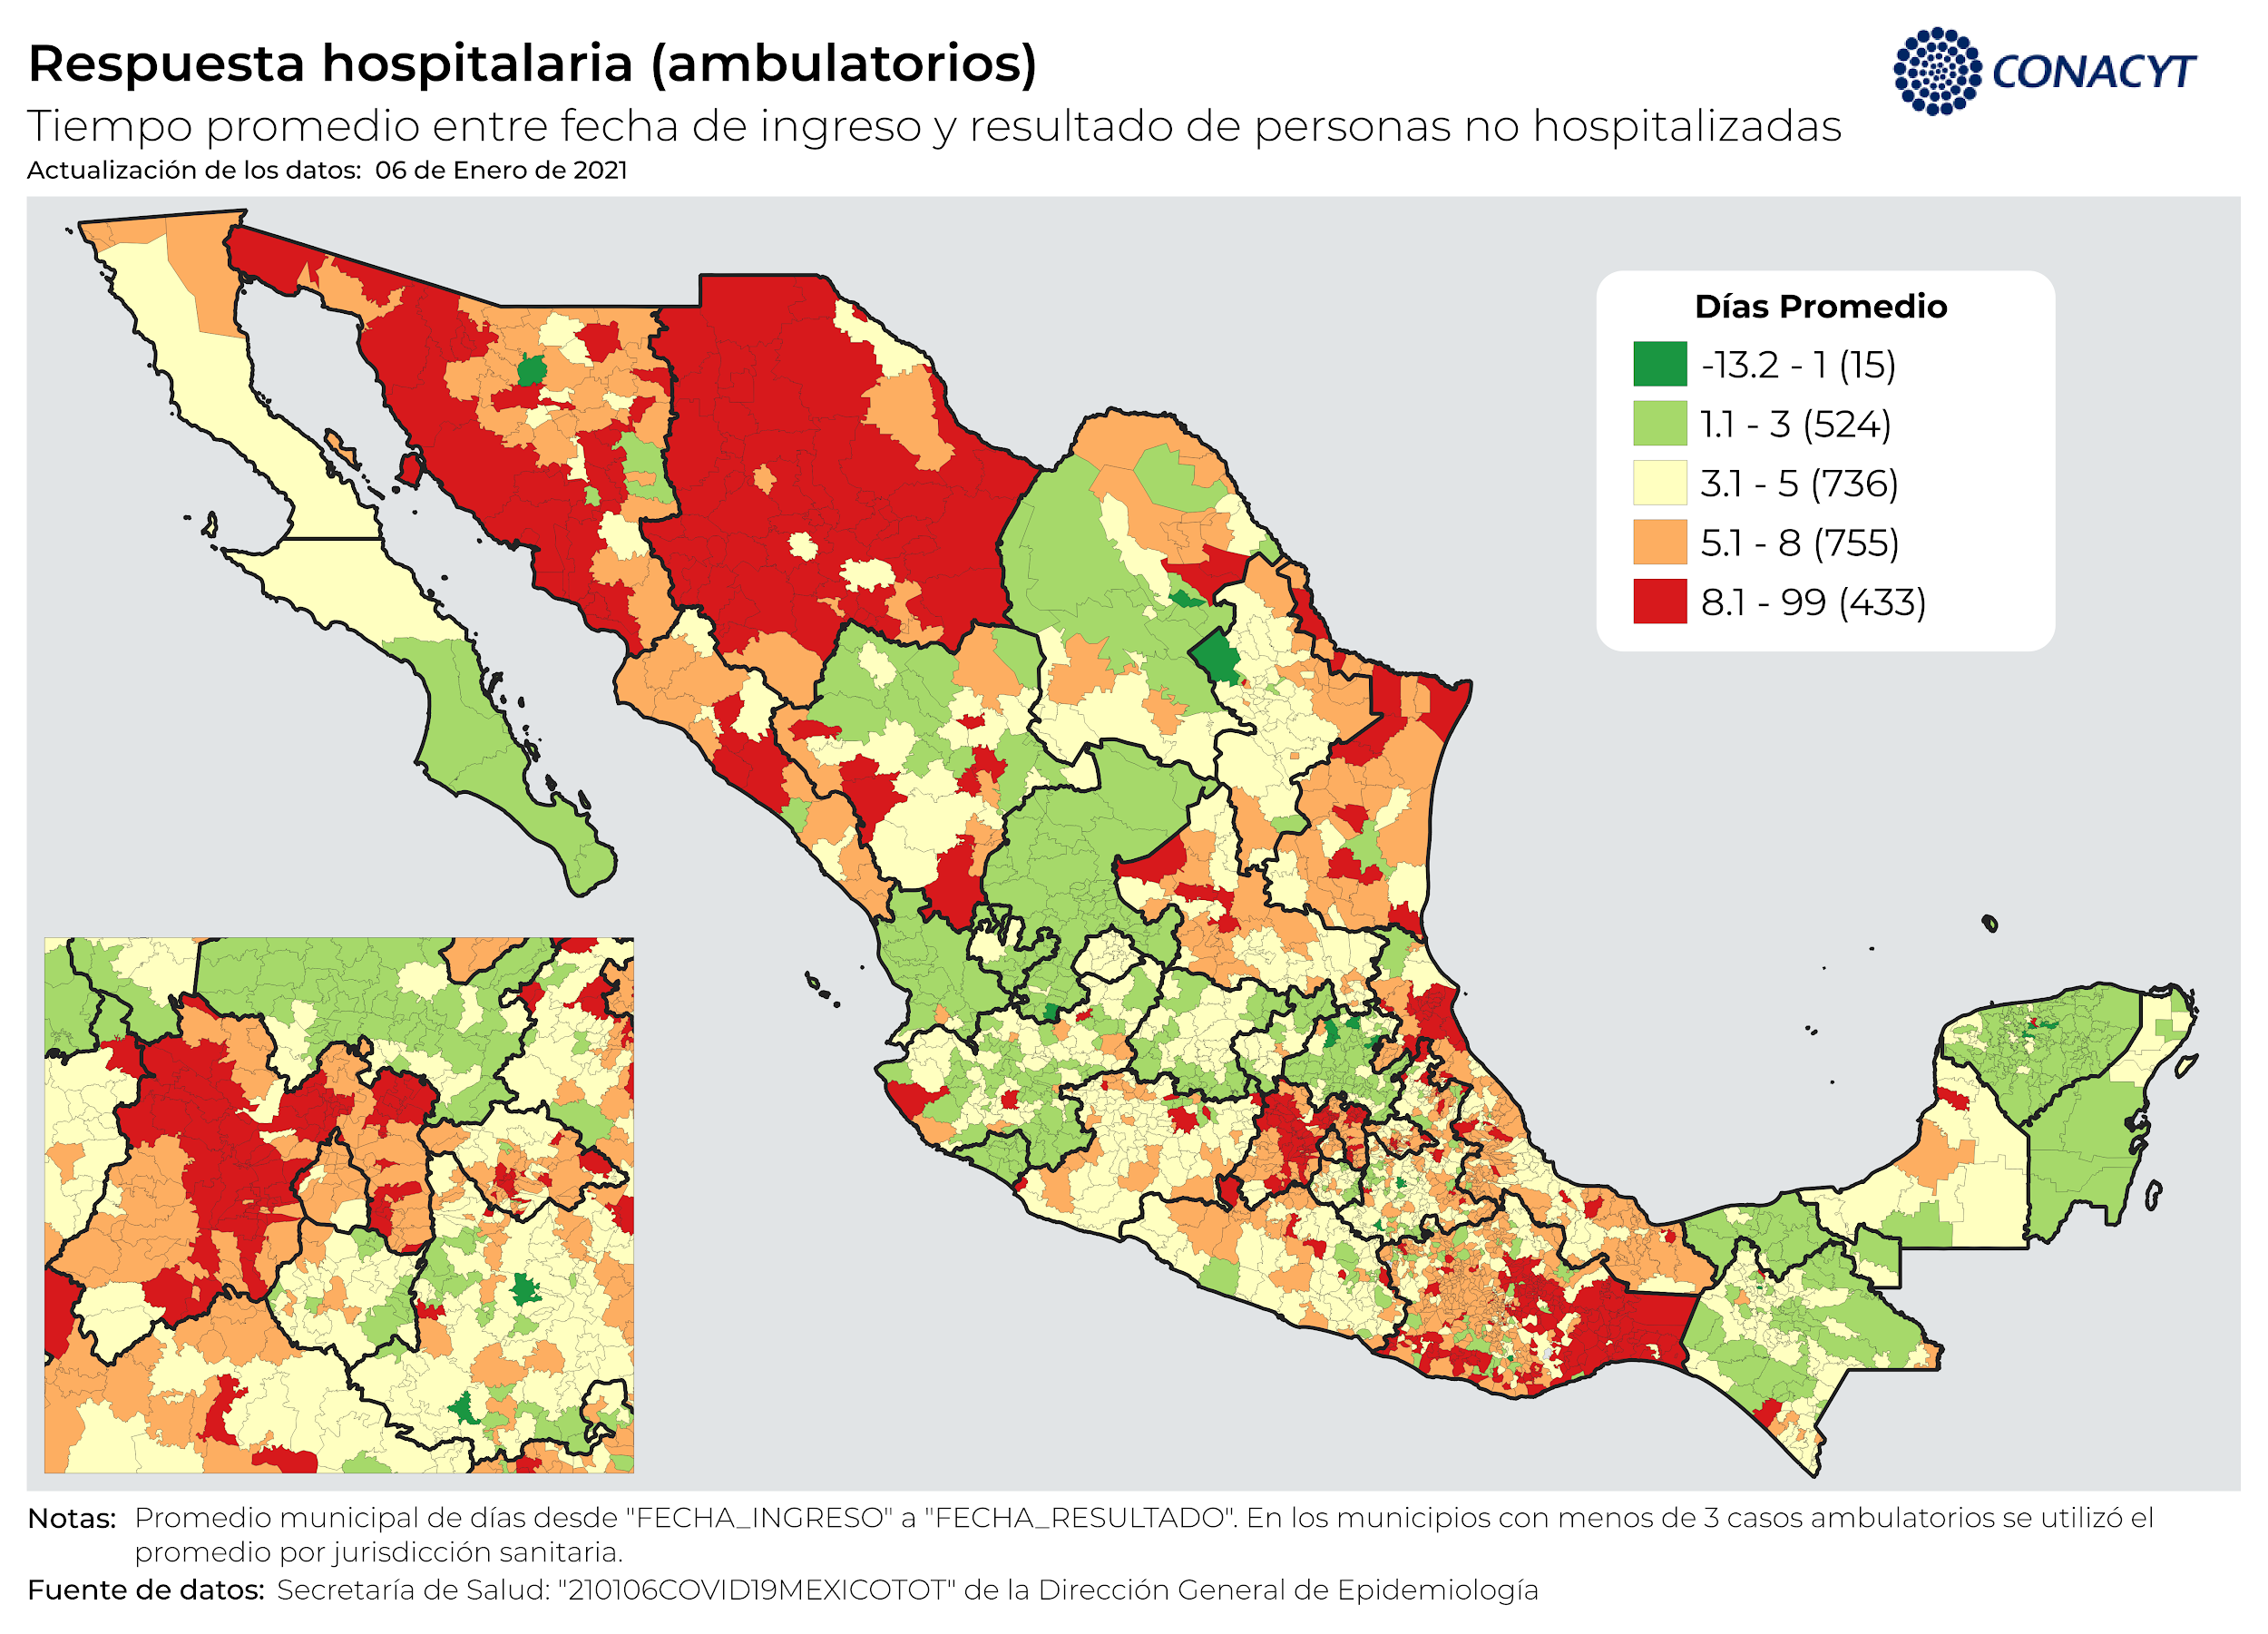 Respuesta hospitalaria (ambulatorios)
CONACYT
Tiempo promedio entre fecha de ingreso y resultado de personas no hospitalizadas
Actualización de los datos: 06 de Enero de 2021
Días Promedio
-13.2 - 1 (15)
1.1 - 3 (524)
3.1 - 5 (736)
5.1 - 8 (755)
8.1 - 99 (433)
Notas: Promedio municipal de días desde "FECHA_INGRESO" a "FECHA_RESULTADO". En los municipios con menos de 3 casos ambulatorios se utilizó el
promedio por jurisdicción sanitaria.
Fuente de datos: Secretaría de Salud: "210106COVID19MEXICOTOT" de la Dirección General de Epidemiología